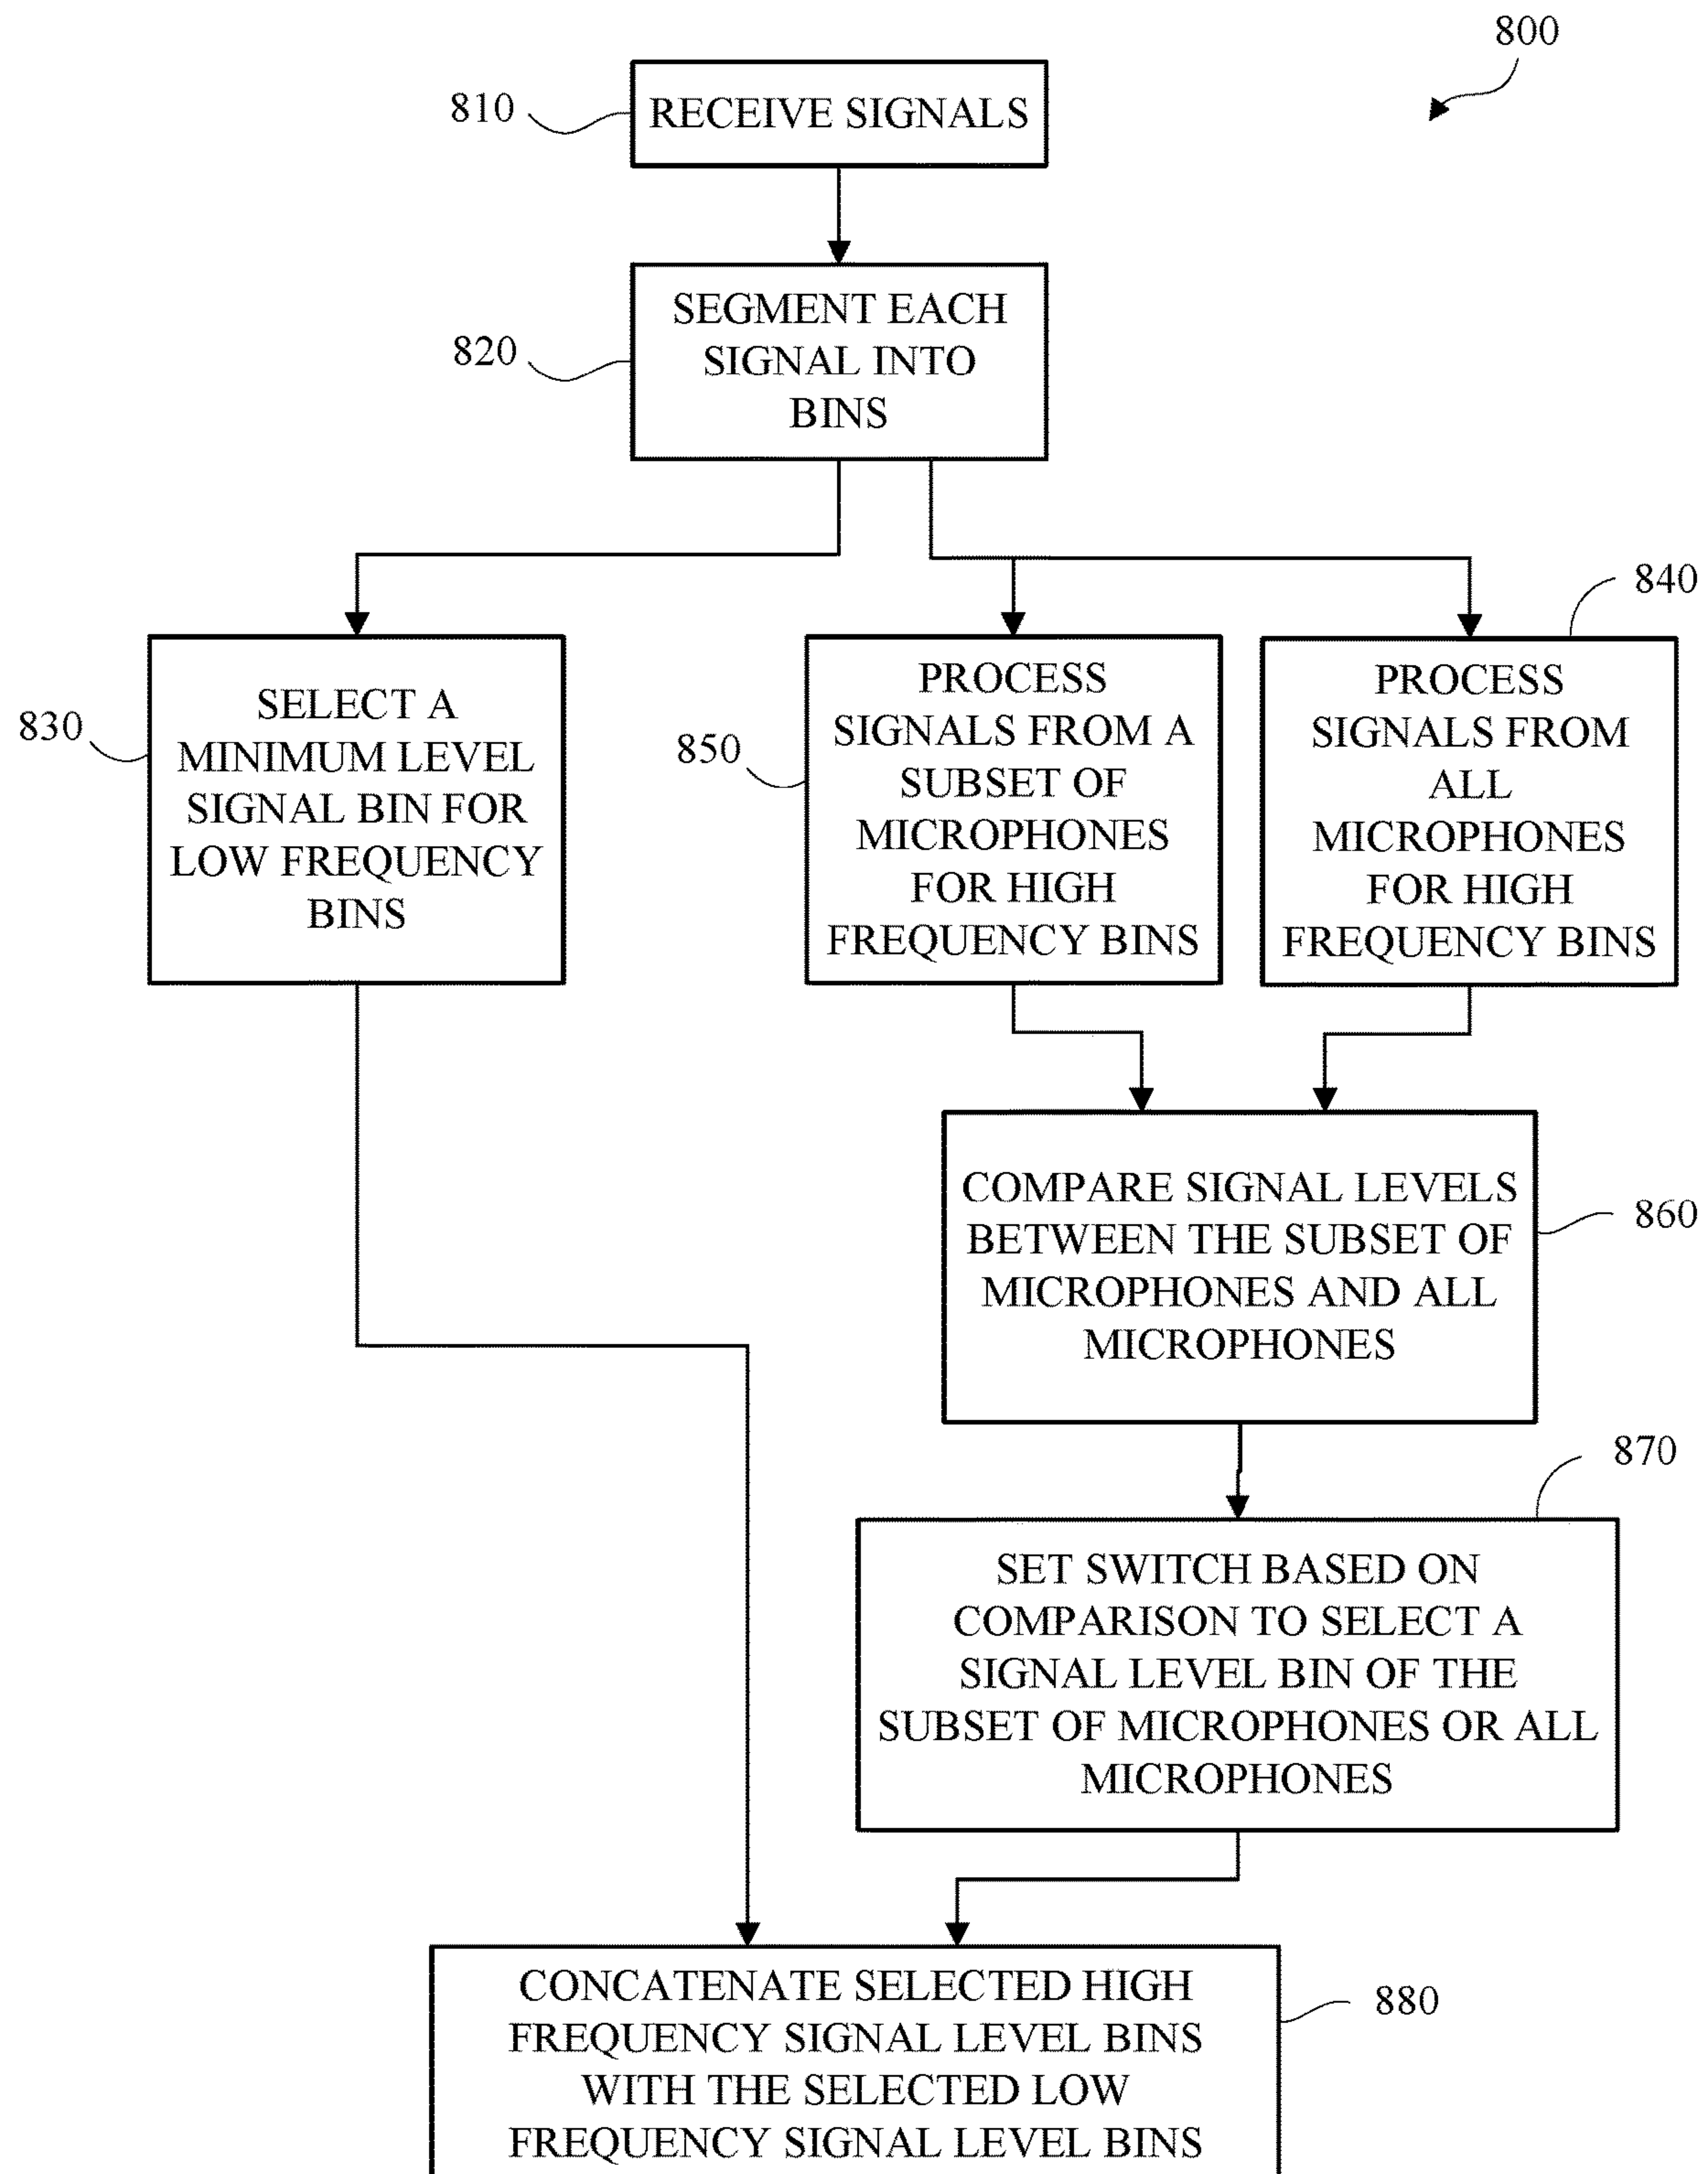 800
810
RECEIVE SIGNALS
820
SEGMENT EACH
SIGNAL INTO
BINS
830
SELECT A
MINIMUM LEVEL
SIGNAL BIN FOR
LOW FREQUENCY
BINS
850
PROCESS
SIGNALS FROM A
SUBSET OF
MICROPHONES
FOR HIGH
FREQUENCY BINS
840
PROCESS
SIGNALS FROM
ALL
MICROPHONES
FOR HIGH
FREQUENCY BINS
COMPARE SIGNAL LEVELS
BETWEEN THE SUBSET OF
MICROPHONES AND ALL
MICROPHONES
860
870
SET SWITCH BASED ON
COMPARISON TO SELECT A
SIGNAL LEVEL BIN OF THE
SUBSET OF MICROPHONES OR ALL
MICROPHONES
CONCATENATE SELECTED HIGH
FREQUENCY SIGNAL LEVEL BINS
WITH THE SELECTED LOW
FREQUENCY SIGNAL LEVEL BINS
880